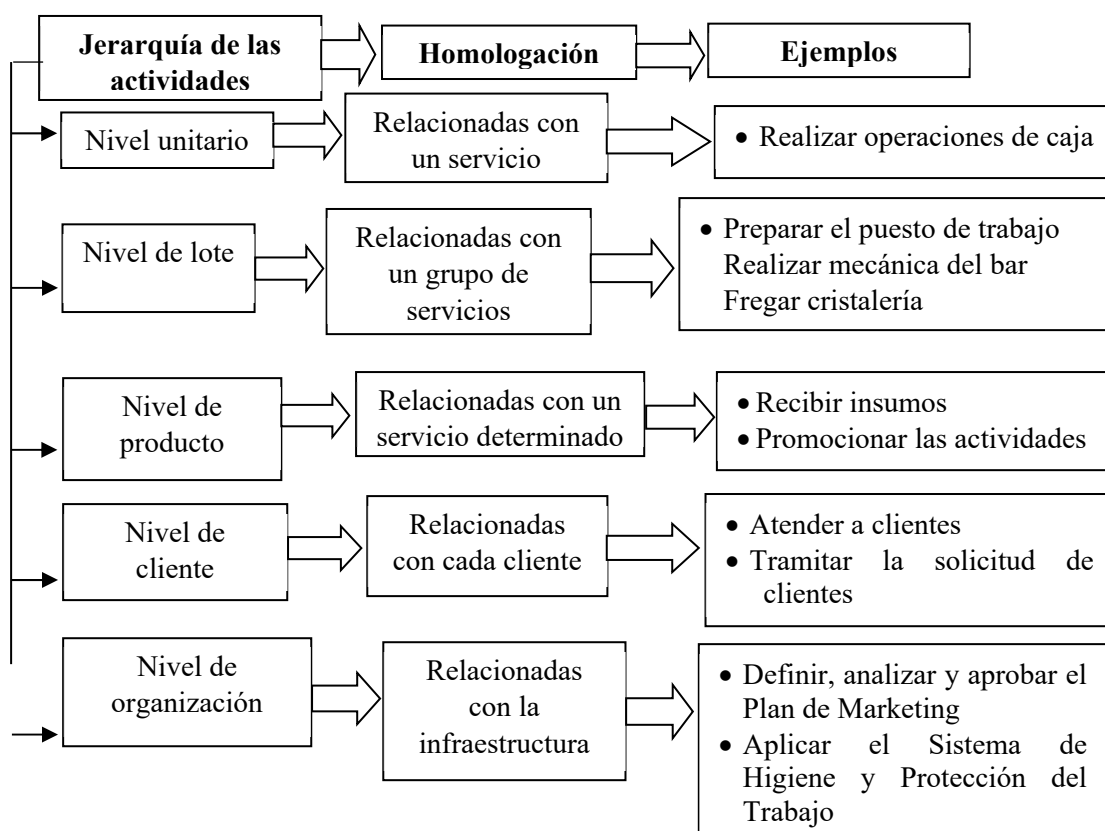 Jerarquía de las
actividades
Homologación
Ejemplos
Nivel unitario
Relacionadas con
un servicio
• Realizar operaciones de caja
Nivel de lote
Relacionadas con
un grupo de
servicios
• Preparar el puesto de trabajo
Realizar mecánica del bar
Fregar cristalería
Nivel de
producto
Relacionadas con un
servicio determinado
• Recibir insumos
• Promocionar las actividades
Nivel de
cliente
Relacionadas
con cada cliente
• Atender a clientes
• Tramitar la solicitud de
clientes
Nivel de
organización
Relacionadas
con la
infraestructura
• Definir, analizar y aprobar el
Plan de Marketing
• Aplicar el Sistema de
Higiene y Protección del
Trabajo